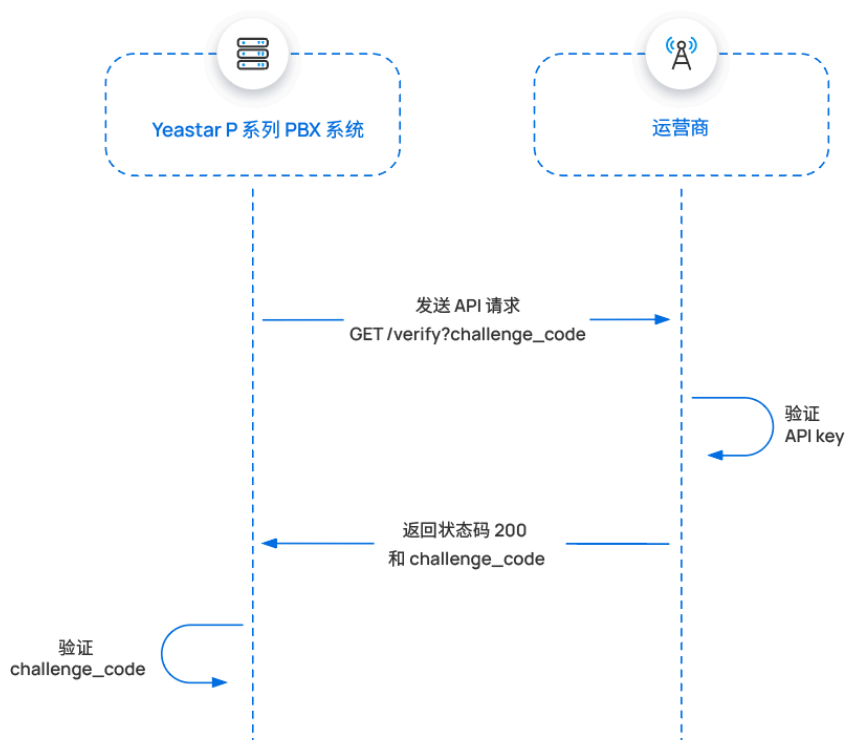 Yeastar P 系列 PBX 系统
运营商
发送 API 请求
GET /verify?challenge_code
验证
API key
返回状态码 200
和 challenge_code
验证
challenge_code